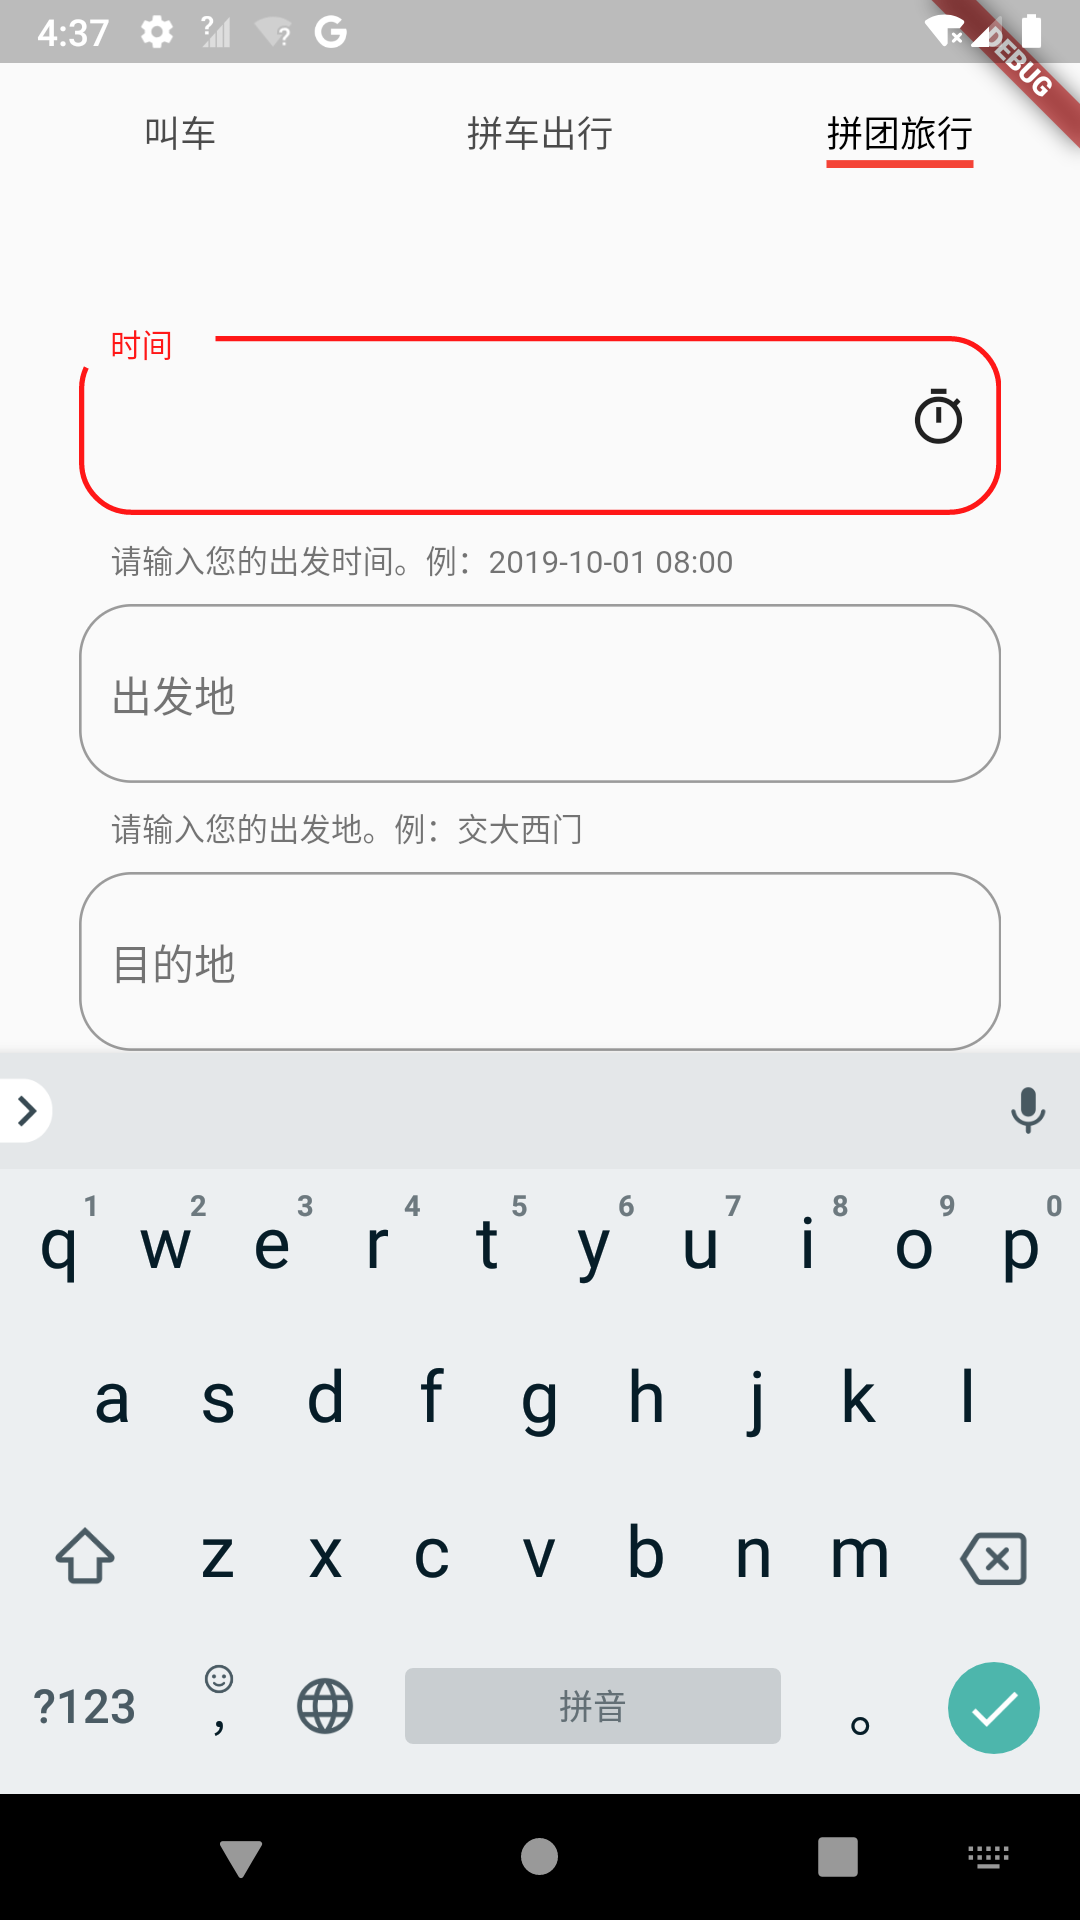 4:37
DEBUG
叫车 拼车出行 拼团旅行
时间
请输入您的出发时间。例：2019-10-01 08:00
出发地
请输入您的出发地。例：交大西门
目的地
1 2 3 4 5 6 7 8 9 0
q w e r t y u i o p
a s d f g h j k l
z x c v b n m
?123 , 拼音 。